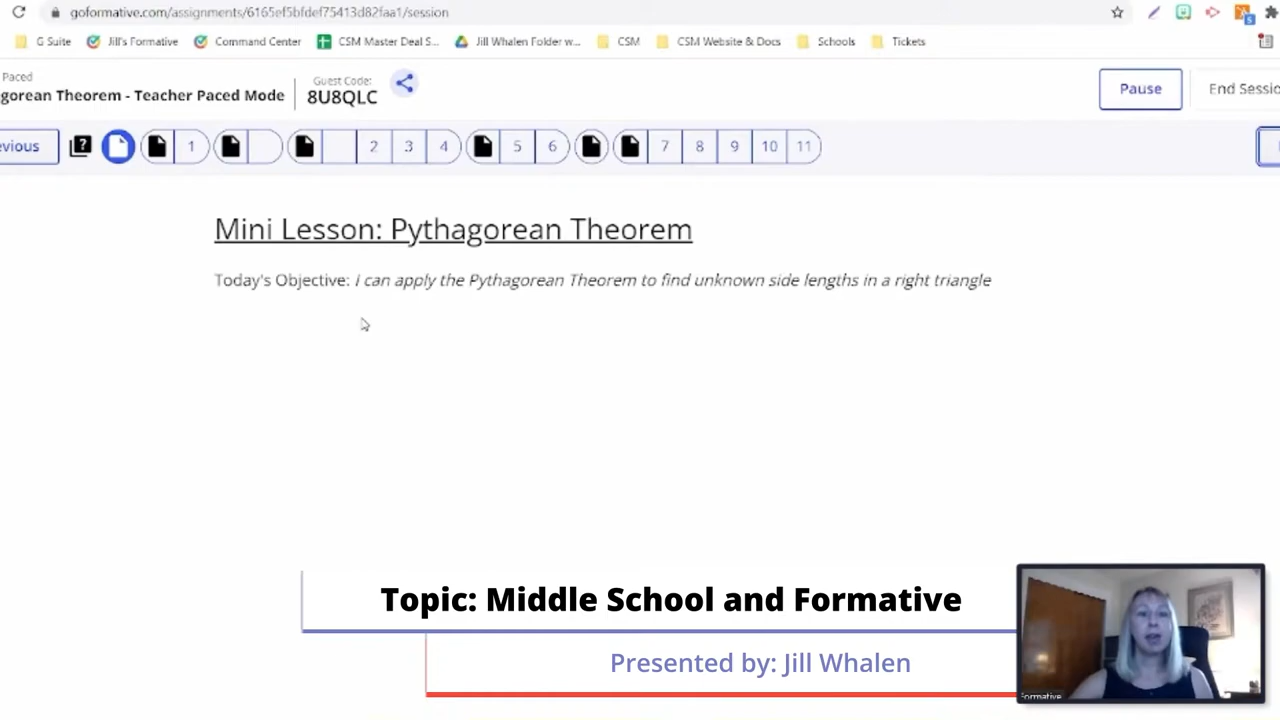 goformative.com/assignments/6165ef5bfdef75413d82faa1/session
G Suite Jill's Formative Command Center CSM Master Deal S... Jill Whalen Folder w... CSM CSM Website & Docs Schools Tickets
Paced
gorean Theorem - Teacher Paced Mode
Guest Code:
8U8QLC
Pause
End Sessio
evious
? 1 2 3 4 5 6 7 8 9 10 11
Mini Lesson: Pythagorean Theorem
Today's Objective: I can apply the Pythagorean Theorem to find unknown side lengths in a right triangle
Topic: Middle School and Formative
Presented by: Jill Whalen
Formative